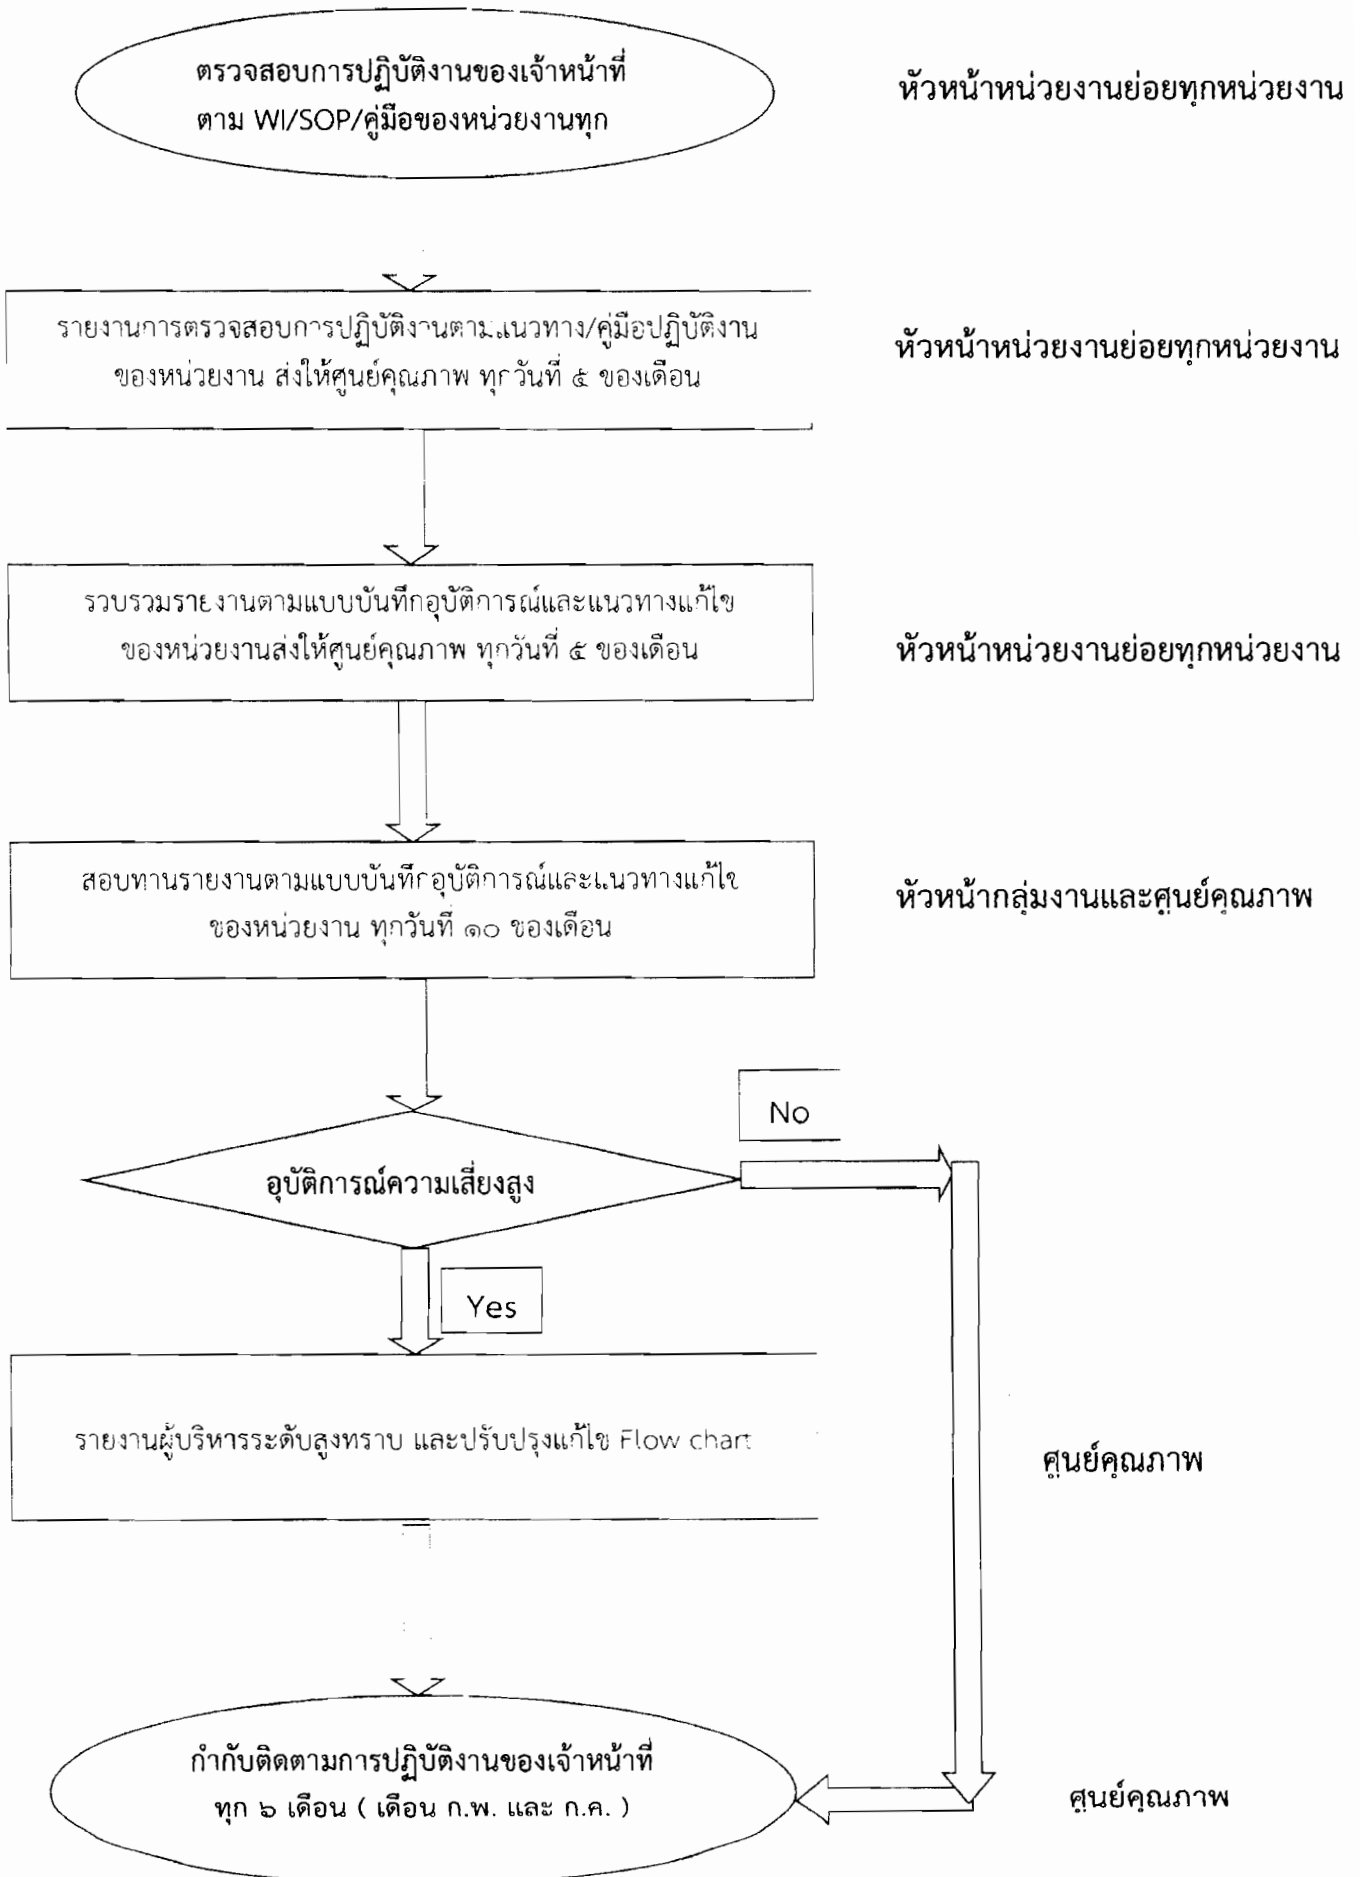 ตรวจสอบการปฏิบัติงานของเจ้าหน้าที่
ตาม WI/SOP/คู่มือของหน่วยงานทุก
หัวหน้าหน่วยงานย่อยทุกหน่วยงาน
รายงานการตรวจสอบการปฏิบัติงานตามแนวทาง/คู่มือปฏิบัติงาน
ของหน่วยงาน ส่งให้ศูนย์คุณภาพ ทุกวันที่ ๕ ของเดือน
หัวหน้าหน่วยงานย่อยทุกหน่วยงาน
รวบรวมรายงานตามแบบบันทึกอุบัติการณ์และแนวทางแก้ไข
ของหน่วยงานส่งให้ศูนย์คุณภาพ ทุกวันที่ ๕ ของเดือน
หัวหน้าหน่วยงานย่อยทุกหน่วยงาน
สอบทานรายงานตามแบบบันทึกอุบัติการณ์และแนวทางแก้ไข
ของหน่วยงาน ทุกวันที่ ๑๐ ของเดือน
หัวหน้ากลุ่มงานและศูนย์คุณภาพ
No
อุบัติการณ์ความเสี่ยงสูง
Yes
รายงานผู้บริหารระดับสูงทราบ และปรับปรุงแก้ไข Flow chart
ศูนย์คุณภาพ
กำกับติดตามการปฏิบัติงานของเจ้าหน้าที่
ทุก ๖ เดือน ( เดือน ก.พ. และ ก.ค. )
ศูนย์คุณภาพ